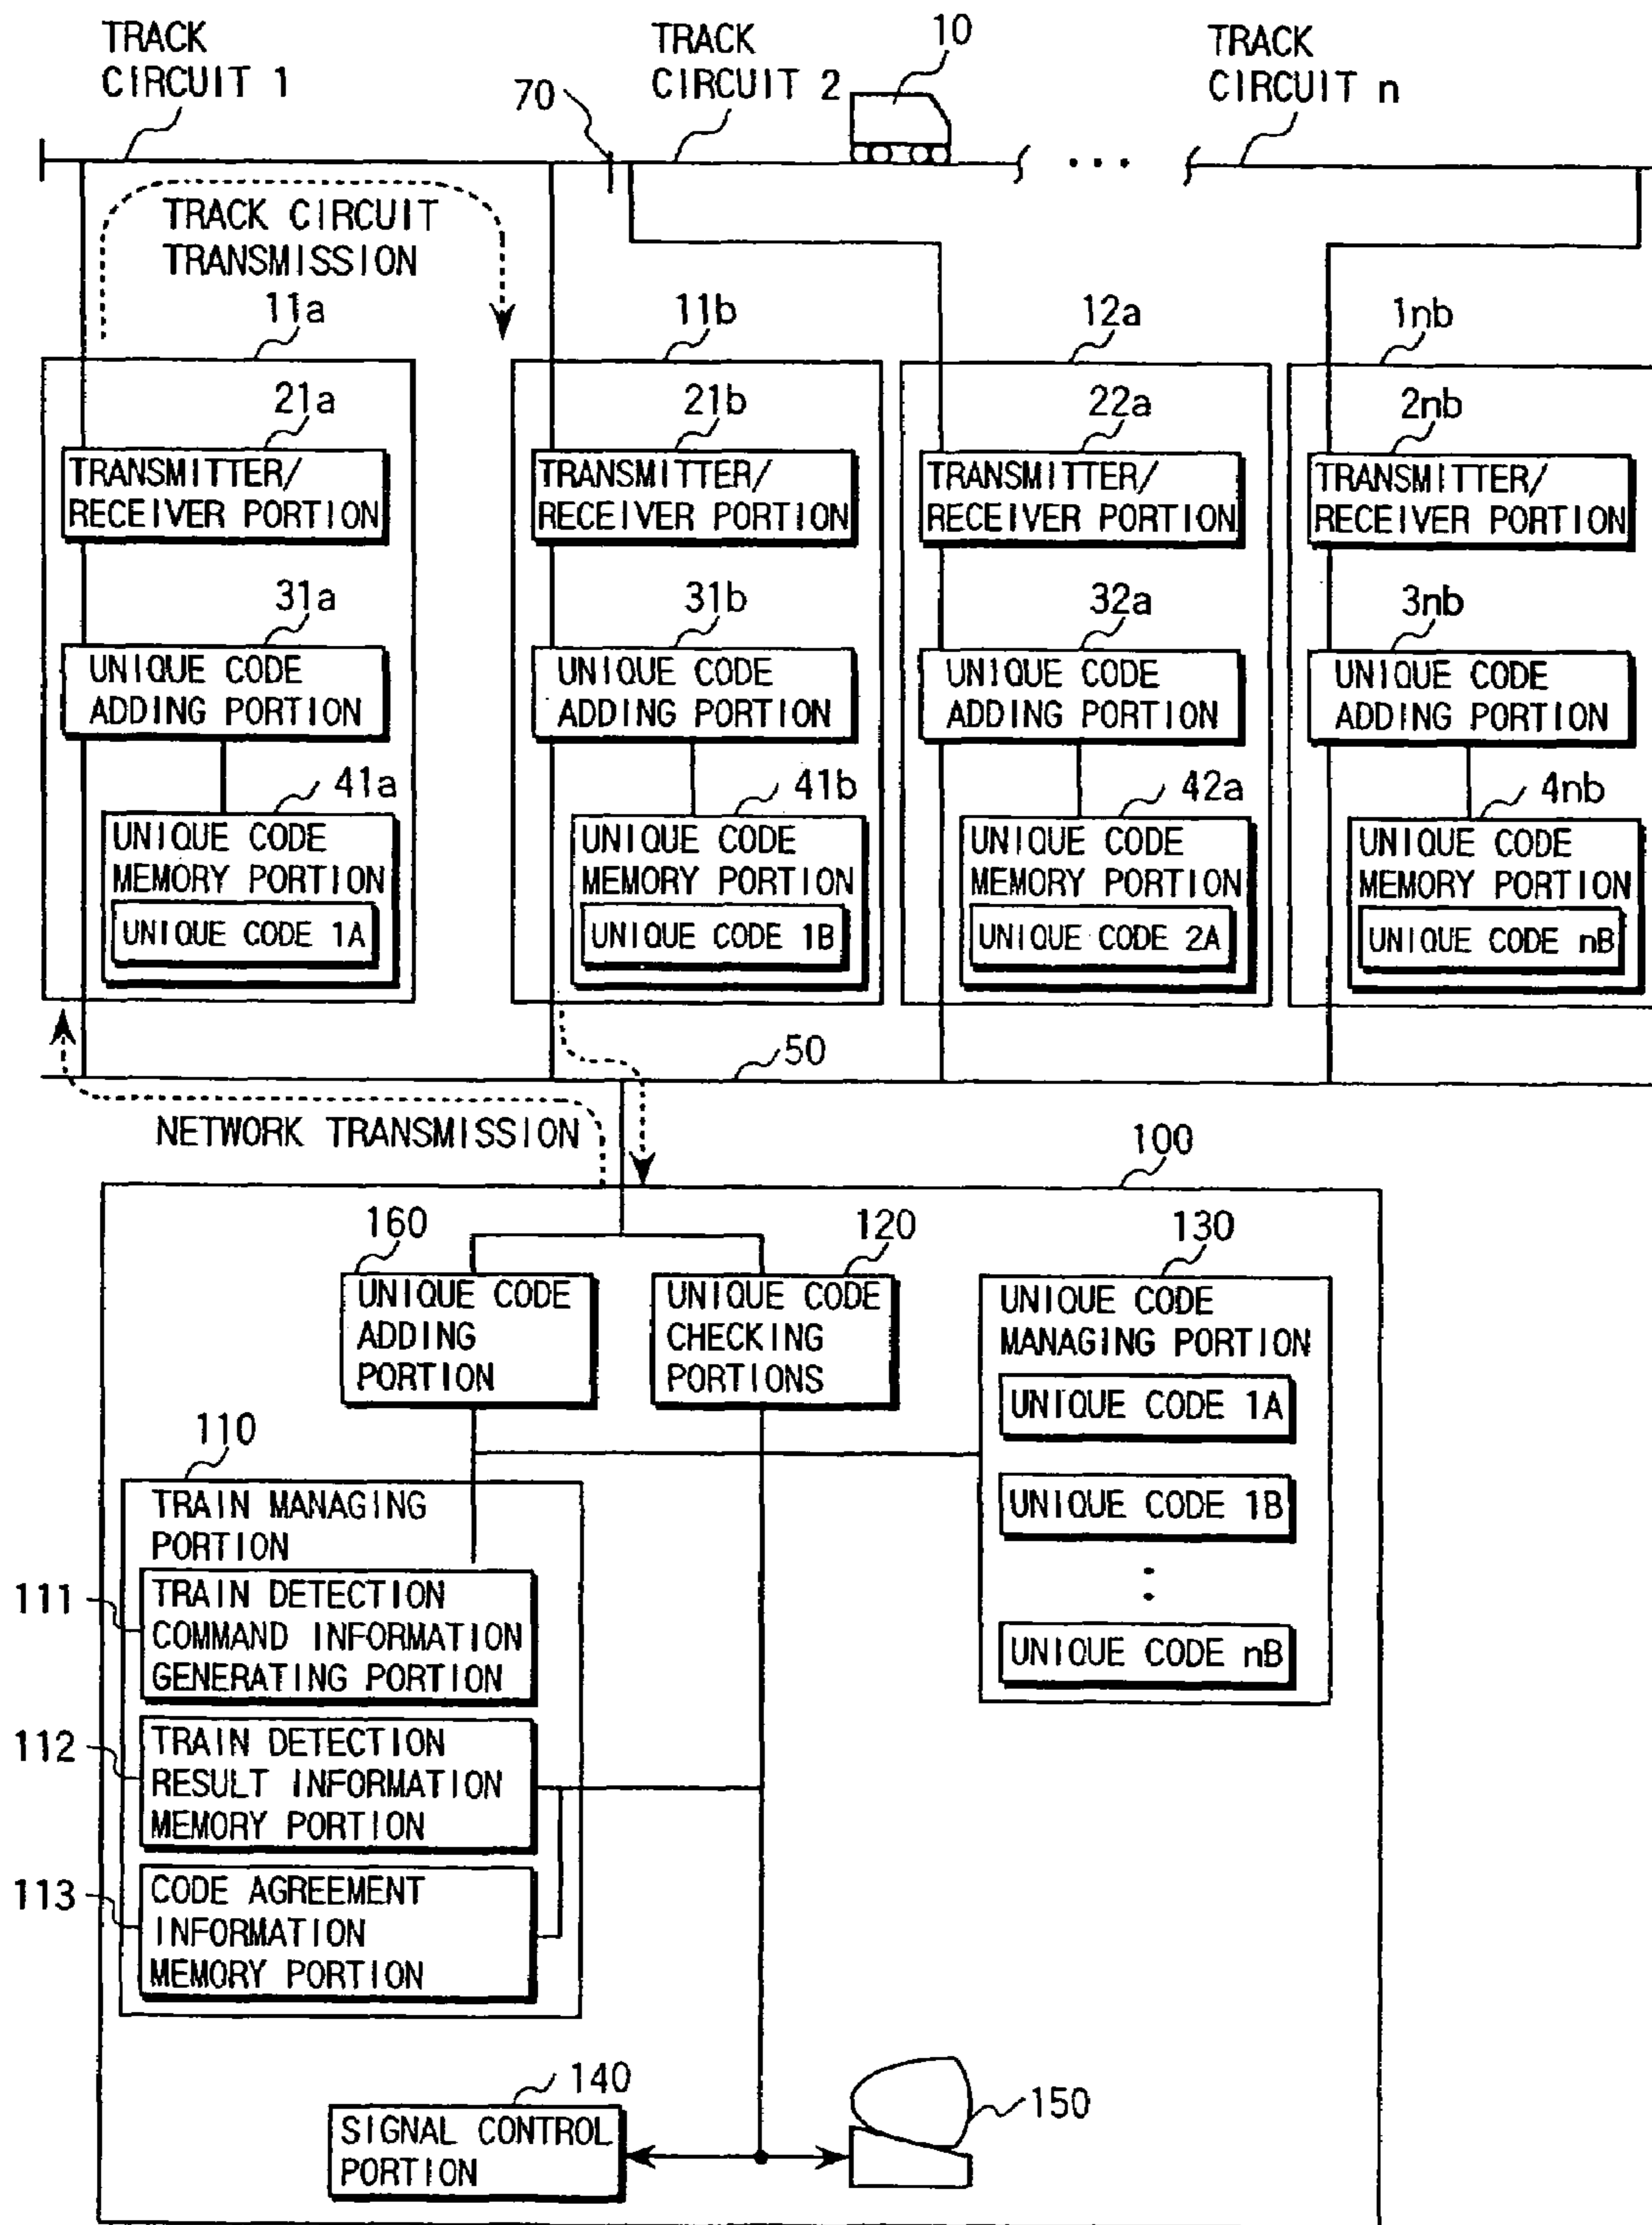 TRACK
CIRCUIT 1
TRACK
CIRCUIT 2
10
TRACK
CIRCUIT n
70
...
TRACK CIRCUIT
TRANSMISSION
11a
11b
12a
1nb
21a
21b
22a
2nb
TRANSMITTER/
RECEIVER PORTION
TRANSMITTER/
RECEIVER PORTION
TRANSMITTER/
RECEIVER PORTION
TRANSMITTER/
RECEIVER PORTION
31a
31b
32a
3nb
UNIQUE CODE
ADDING PORTION
UNIQUE CODE
ADDING PORTION
UNIQUE CODE
ADDING PORTION
UNIQUE CODE
ADDING PORTION
41a
41b
42a
4nb
UNIQUE CODE
MEMORY PORTION
UNIQUE CODE 1A
UNIQUE CODE
MEMORY PORTION
UNIQUE CODE 1B
UNIQUE CODE
MEMORY PORTION
UNIQUE CODE 2A
UNIQUE CODE
MEMORY PORTION
UNIQUE CODE nB
50
NETWORK TRANSMISSION
100
160
120
130
UNIQUE CODE
ADDING
PORTION
UNIQUE CODE
CHECKING
PORTIONS
UNIQUE CODE
MANAGING PORTION
UNIQUE CODE 1A
UNIQUE CODE 1B
:
UNIQUE CODE nB
110
TRAIN MANAGING
PORTION
111
TRAIN DETECTION
COMMAND INFORMATION
GENERATING PORTION
112
TRAIN DETECTION
RESULT INFORMATION
MEMORY PORTION
113
CODE AGREEMENT
INFORMATION
MEMORY PORTION
140
SIGNAL CONTROL
PORTION
150